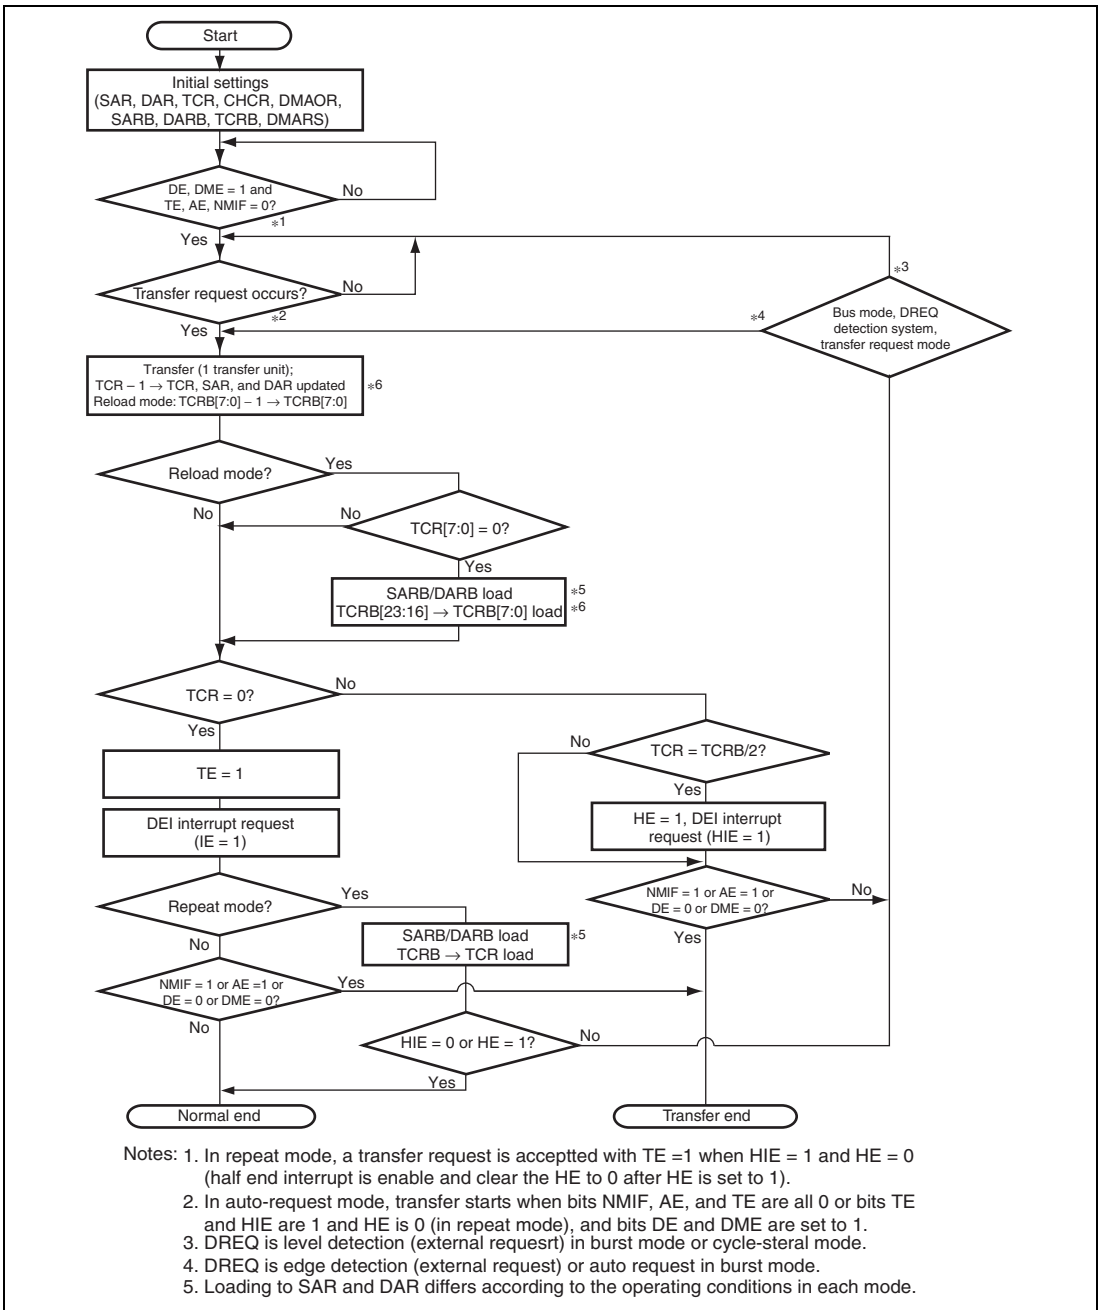 Start
Initial settings
(SAR, DAR, TCR, CHCR, DMAOR,
SARB, DARB, TCRB, DMARS)
DE, DME = 1 and
TE, AE, NMIF = 0?
No
*1
Yes
*3
Transfer request occurs?
No
*2
Yes
*4
Bus mode, DREQ
detection system,
transfer request mode
Transfer (1 transfer unit);
TCR – 1 → TCR, SAR, and DAR updated
Reload mode: TCRB[7:0] – 1 → TCRB[7:0]
*6
Reload mode?
Yes
No
No
TCR[7:0] = 0?
Yes
SARB/DARB load
*5
TCRB[23:16] → TCRB[7:0] load
*6
TCR = 0?
No
Yes
No
TCR = TCRB/2?
Yes
TE = 1
DEI interrupt request
(IE = 1)
HE = 1, DEI interrupt
request (HIE = 1)
Repeat mode?
Yes
No
NMIF = 1 or AE = 1 or
DE = 0 or DME = 0?
No
Yes
SARB/DARB load
*5
TCRB → TCR load
NMIF = 1 or AE =1 or
DE = 0 or DME = 0?
Yes
No
HIE = 0 or HE = 1?
No
Yes
Normal end
Transfer end
Notes: 1. In repeat mode, a transfer request is acceptted with TE =1 when HIE = 1 and HE = 0
(half end interrupt is enable and clear the HE to 0 after HE is set to 1).
2. In auto-request mode, transfer starts when bits NMIF, AE, and TE are all 0 or bits TE
and HIE are 1 and HE is 0 (in repeat mode), and bits DE and DME are set to 1.
3. DREQ is level detection (external requesrt) in burst mode or cycle-steral mode.
4. DREQ is edge detection (external request) or auto request in burst mode.
5. Loading to SAR and DAR differs according to the operating conditions in each mode.